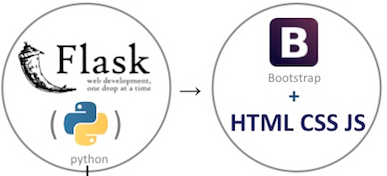 Flask
web development,
one drop at a time
( )
python
→
B
Bootstrap
+
HTML CSS JS